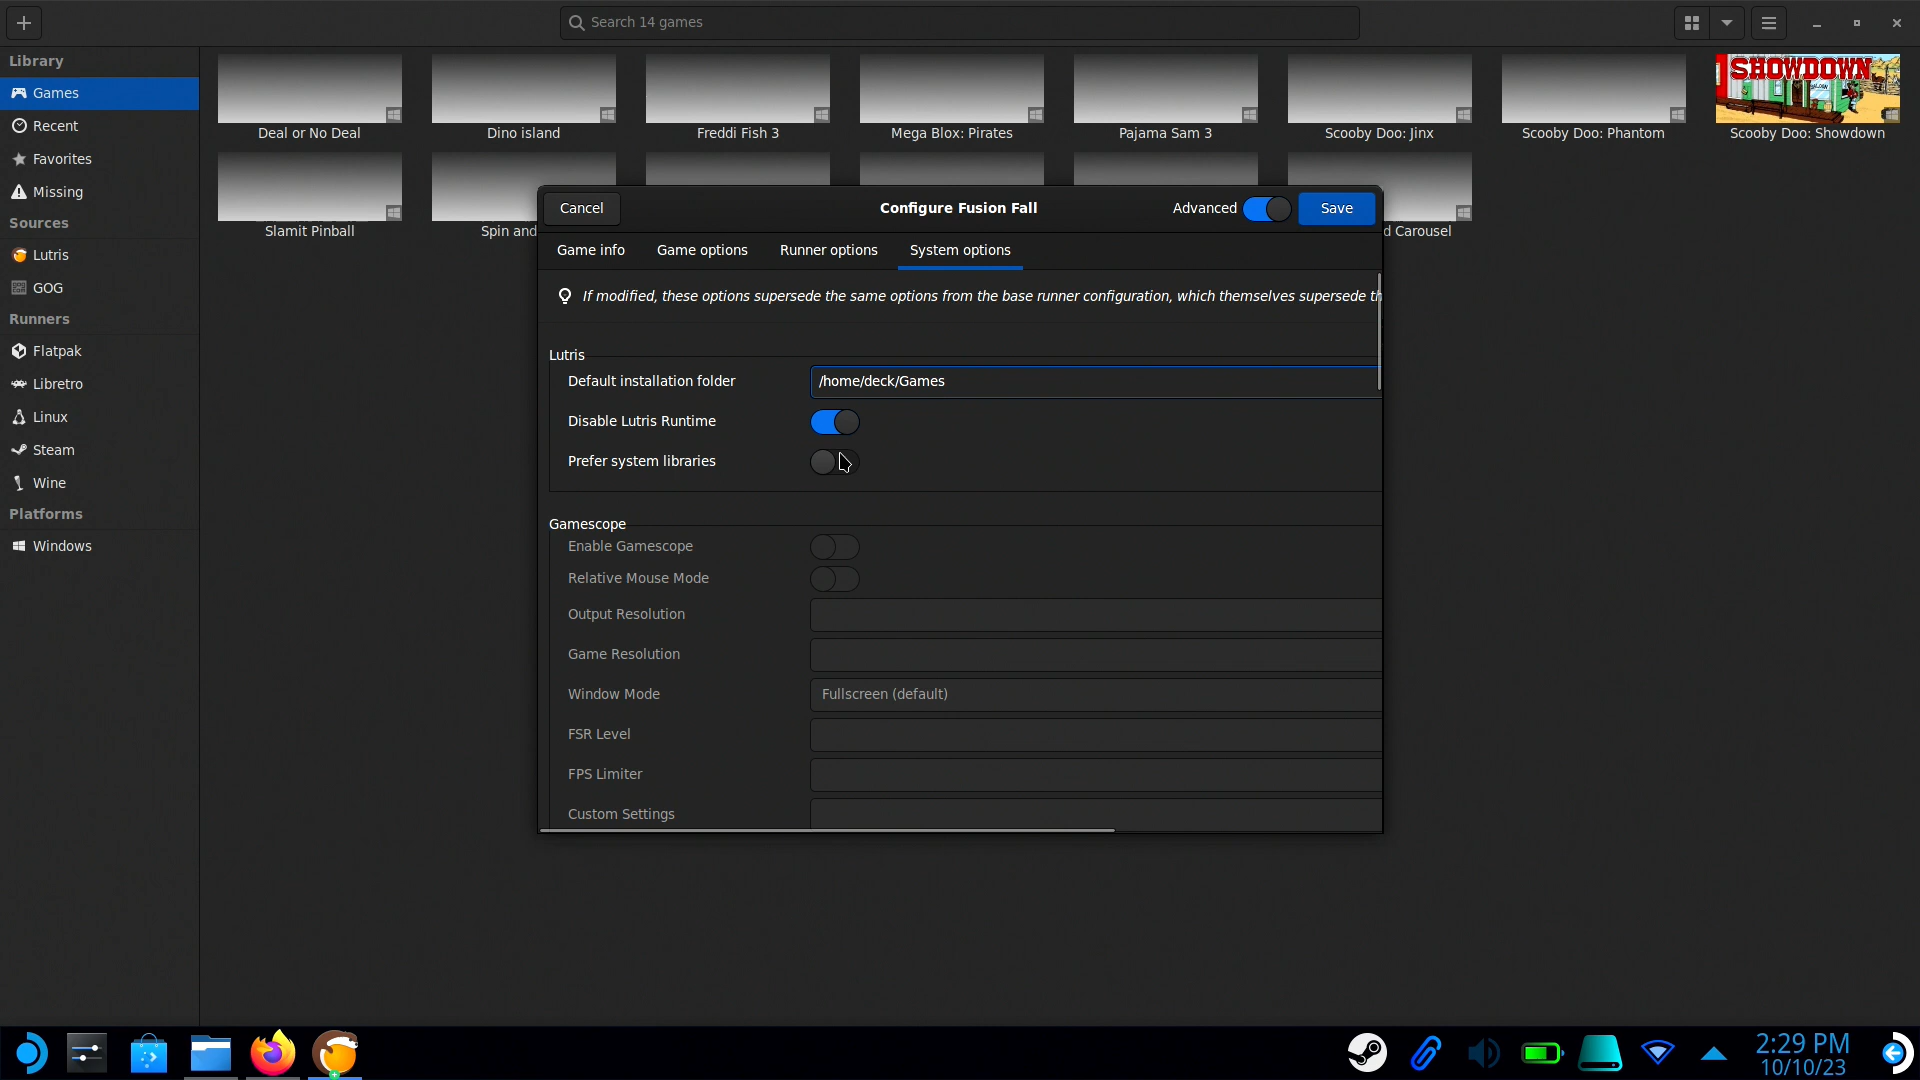 Search 14 games
Library
Games
Recent
Favorites
Missing
Sources
Lutris
GOG
Runners
Flatpak
Libretro
Linux
Steam
Wine
Platforms
Windows
Deal or No Deal
Dino island
Freddi Fish 3
Mega Blox: Pirates
Pajama Sam 3
Scooby Doo: Jinx
Scooby Doo: Phantom
SHOWDOWN
Scooby Doo: Showdown
Slamit Pinball
Spin and
d Carousel
Cancel
Configure Fusion Fall
Advanced
Save
Game info
Game options
Runner options
System options
If modified, these options supersede the same options from the base runner configuration, which themselves supersede th
Lutris
Default installation folder
/home/deck/Games
Disable Lutris Runtime
Prefer system libraries
Gamescope
Enable Gamescope
Relative Mouse Mode
Output Resolution
Game Resolution
Window Mode
Fullscreen (default)
FSR Level
FPS Limiter
Custom Settings
2:29 PM
10/10/23